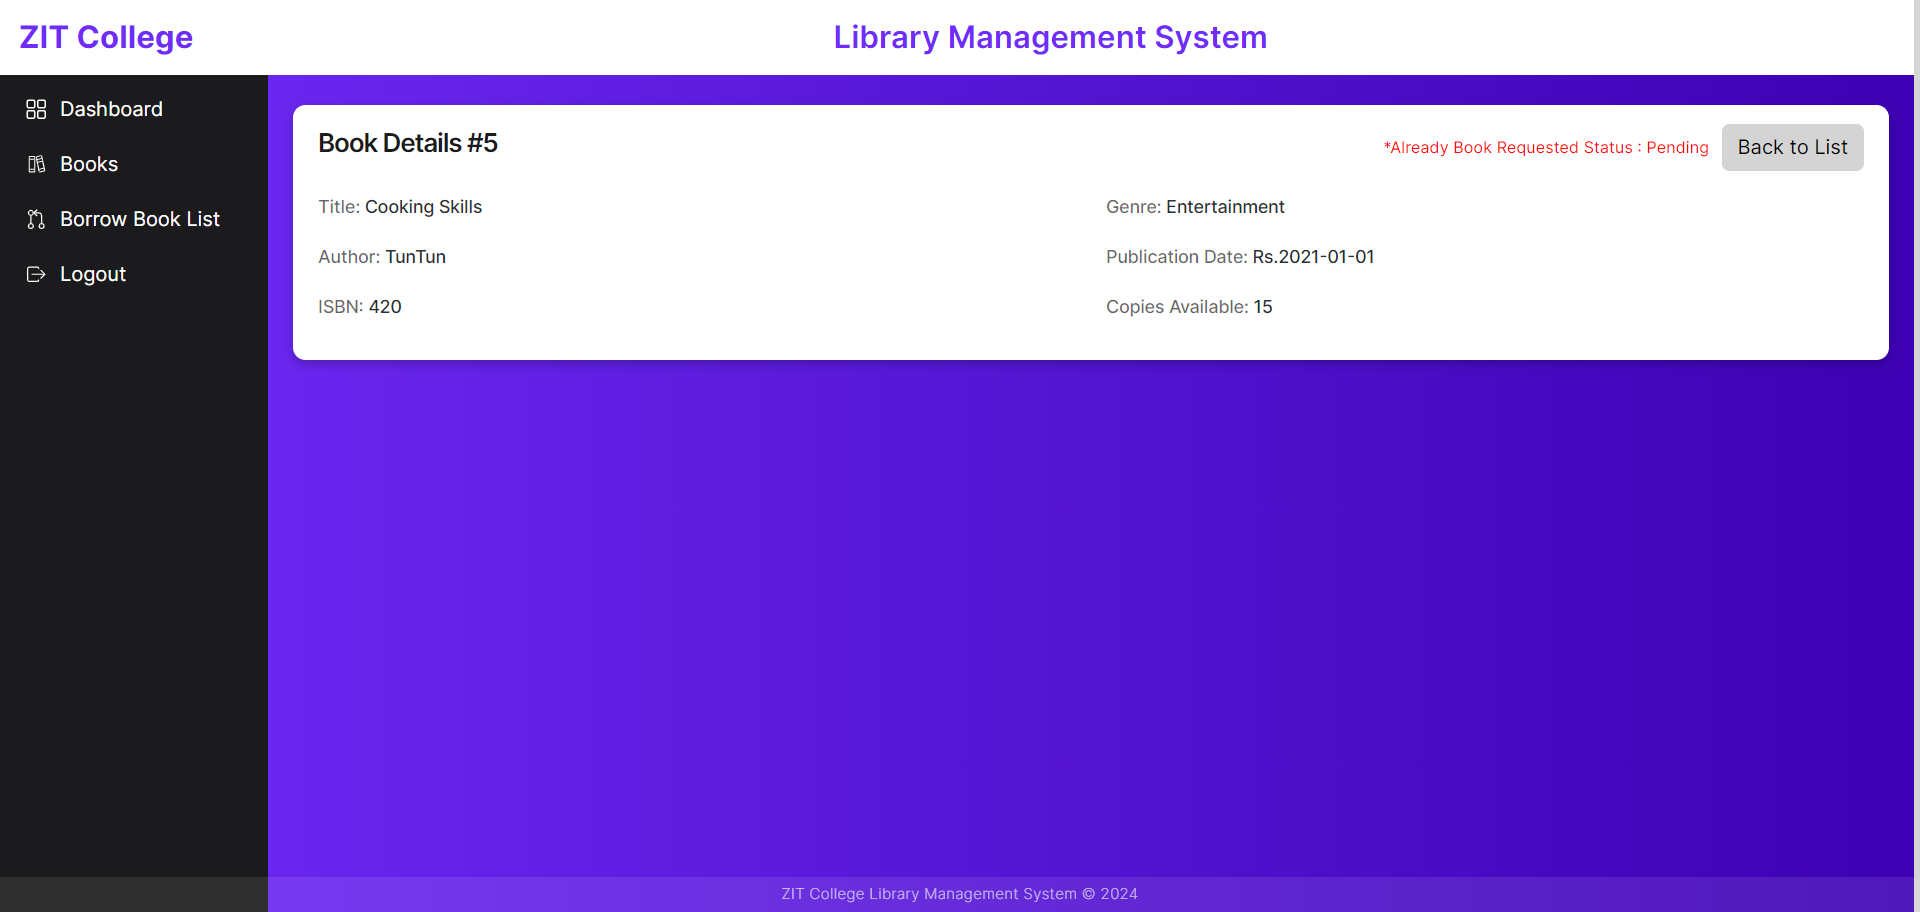 ZIT College
Library Management System
Dashboard
Books
Borrow Book List
Logout
Book Details #5
*Already Book Requested Status : Pending
Back to List
Title: Cooking Skills
Genre: Entertainment
Author: TunTun
Publication Date: Rs.2021-01-01
ISBN: 420
Copies Available: 15
ZIT College Library Management System © 2024